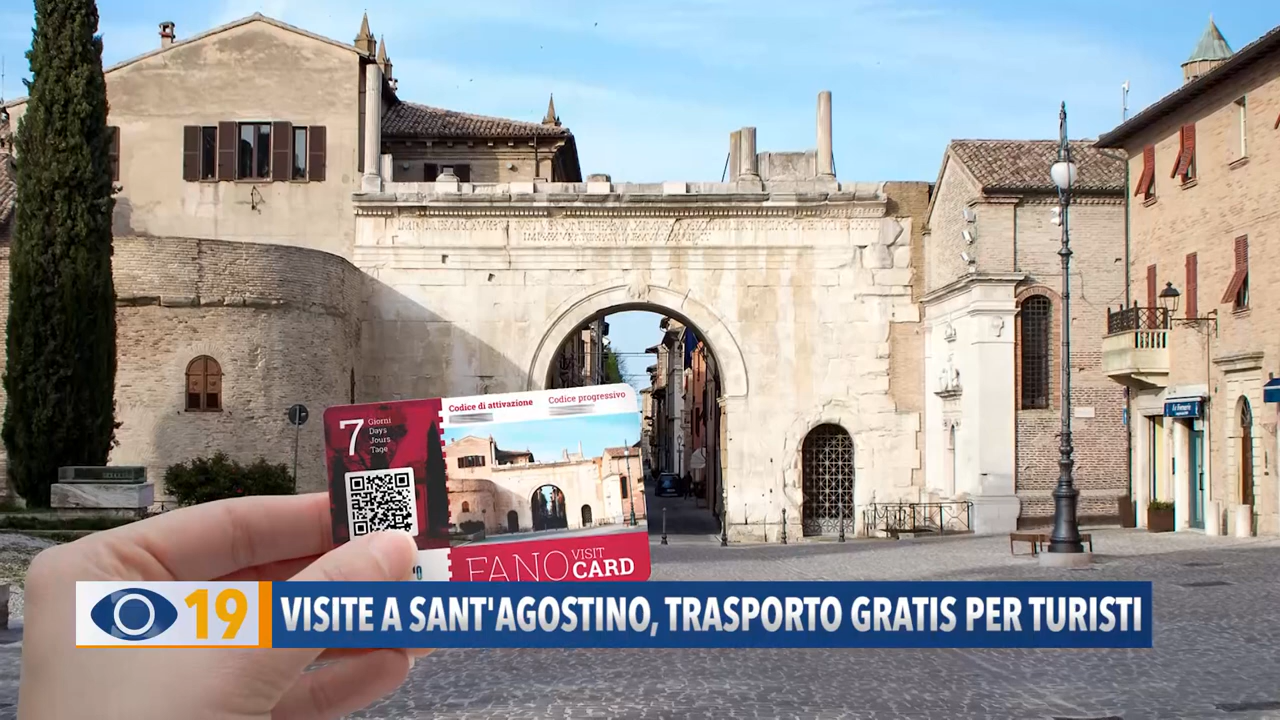 7
Giorni
Days
Jours
Tage
Codice di attivazione
Codice progressivo
FANO VISIT CARD
19
VISITE A SANT'AGOSTINO, TRASPORTO GRATIS PER TURISTI